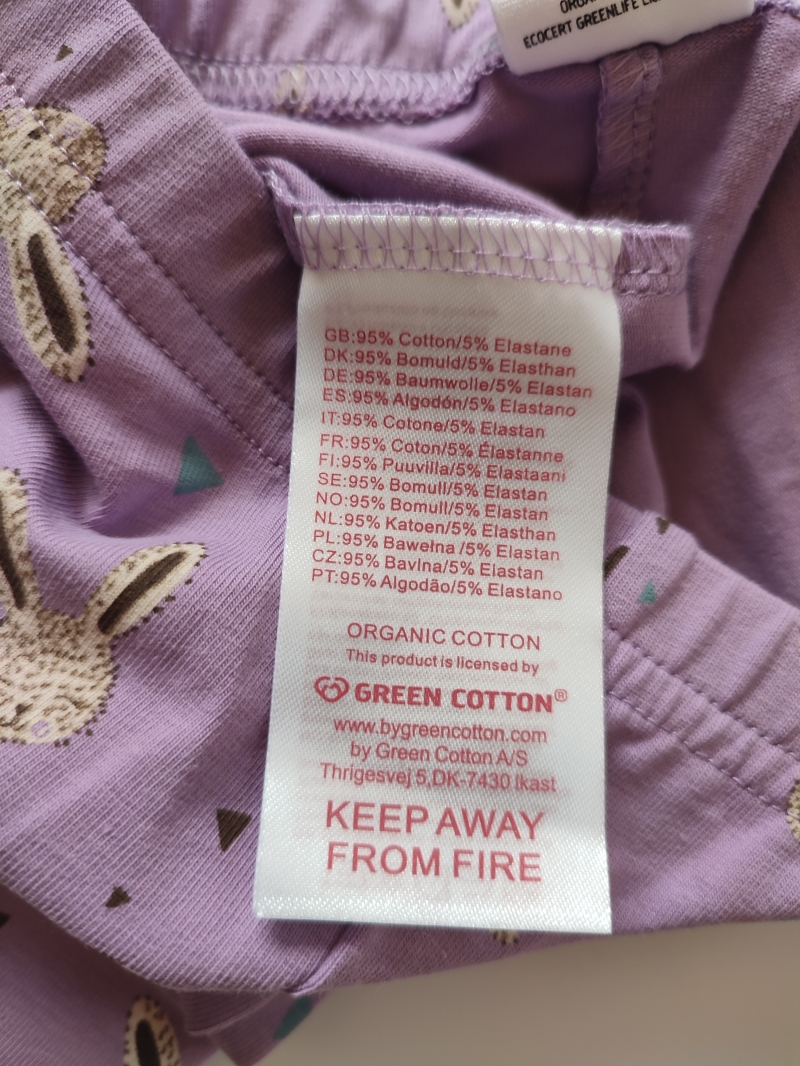 ECOCERT GREENLIFE
GB:95% Cotton/5% Elastane
DK:95% Bomuld/5% Elasthan
DE:95% Baumwolle/5% Elastan
ES:95% Algodón/5% Elastano
IT:95% Cotone/5% Elastan
FR:95% Coton/5% Élastanne
FI:95% Puuvilla/5% Elastaani
SE:95% Bomull/5% Elastan
NO:95% Bomull/5% Elastan
NL:95% Katoen/5% Elasthan
PL:95% Bawełna /5% Elastan
CZ:95% Bavlna/5% Elastan
PT:95% Algodão/5% Elastano
ORGANIC COTTON
This product is licensed by
GREEN COTTON®
www.bygreencotton.com
by Green Cotton A/S
Thrigesvej 5,DK-7430 Ikast
KEEP AWAY
FROM FIRE